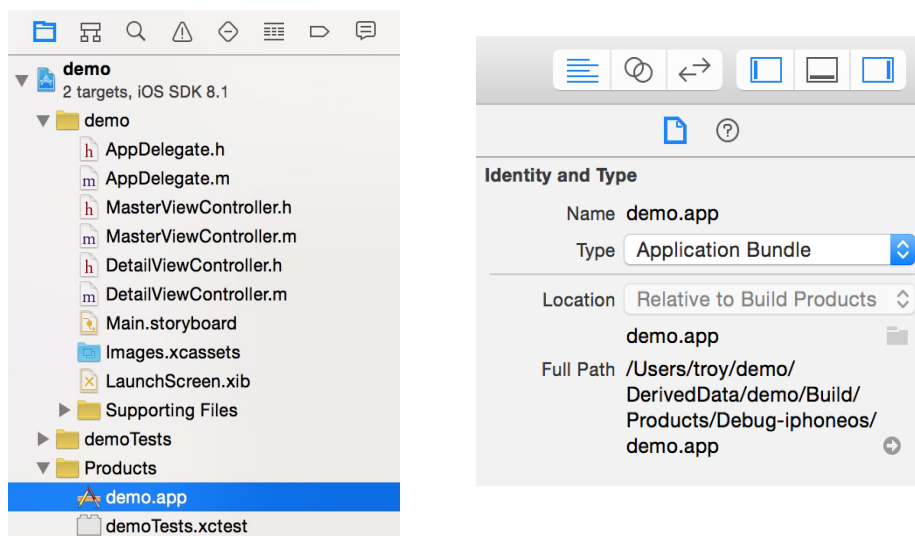 demo
2 targets, iOS SDK 8.1
demo
h AppDelegate.h
m AppDelegate.m
h MasterViewController.h
m MasterViewController.m
h DetailViewController.h
m DetailViewController.m
Main.storyboard
Images.xcassets
LaunchScreen.xib
Supporting Files
demoTests
Products
demo.app
demoTests.xctest
?
Identity and Type
Name demo.app
Type Application Bundle
Location Relative to Build Products
demo.app
Full Path /Users/troy/demo/
DerivedData/demo/Build/
Products/Debug-iphoneos/
demo.app